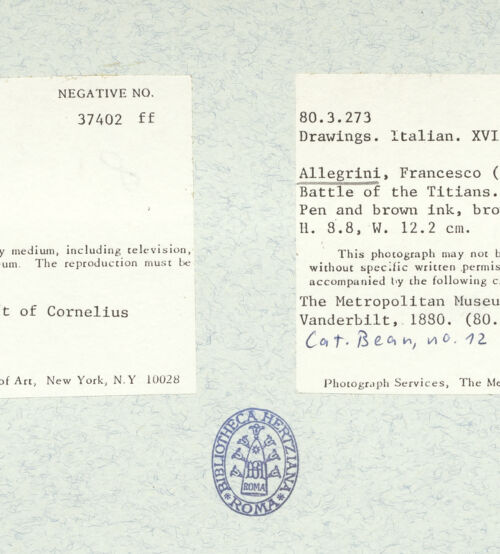 NEGATIVE NO.
37402 ff
y medium, including television,
um. The reproduction must be
t of Cornelius
of Art, New York, N.Y 10028
80.3.273
Drawings. Italian. XVI
Allegrini, Francesco (
Battle of the Titians.
Pen and brown ink, bro
H. 8.8, W. 12.2 cm.
This photograph may not b
without specific written permis
accompanied by the following c
The Metropolitan Museu
Vanderbilt, 1880. (80.
Cat. Bean, no. 12
Photograph Services, The Me
BIBLIOTHECA HERTZIANA
ROMA
ROMA